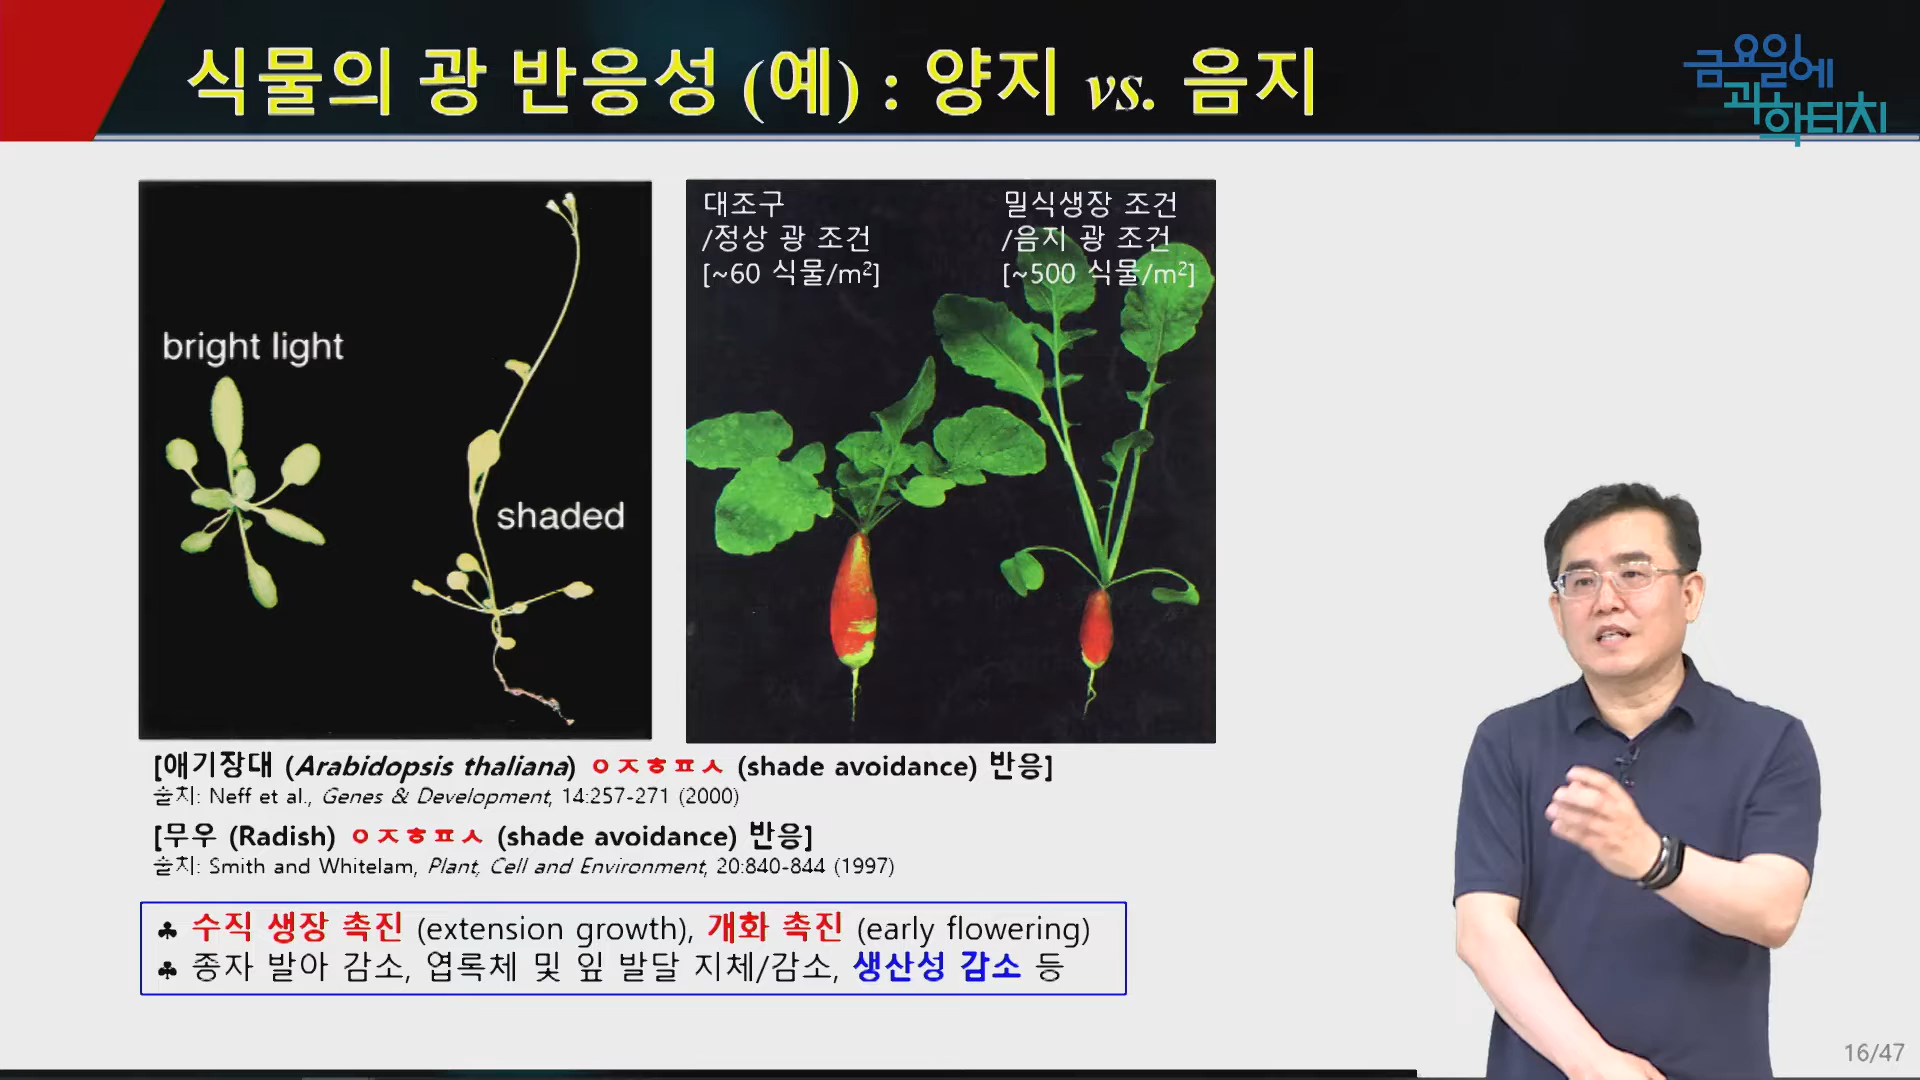 식물의 광 반응성 (예) : 양지 vs. 음지
금요일에
과학터치
bright light
shaded
대조구
/정상 광 조건
[~60 식물/m²]
밀식생장 조건
/음지 광 조건
[~500 식물/m²]
[애기장대 (Arabidopsis thaliana) ㅇㅈㅎㅍㅅ (shade avoidance) 반응]
출처: Neff et al., Genes & Development, 14:257-271 (2000)
[무우 (Radish) ㅇㅈㅎㅍㅅ (shade avoidance) 반응]
출처: Smith and Whitelam, Plant, Cell and Environment, 20:840-844 (1997)
♣ 수직 생장 촉진 (extension growth), 개화 촉진 (early flowering)
♣ 종자 발아 감소, 엽록체 및 잎 발달 지체/감소, 생산성 감소 등
16/47